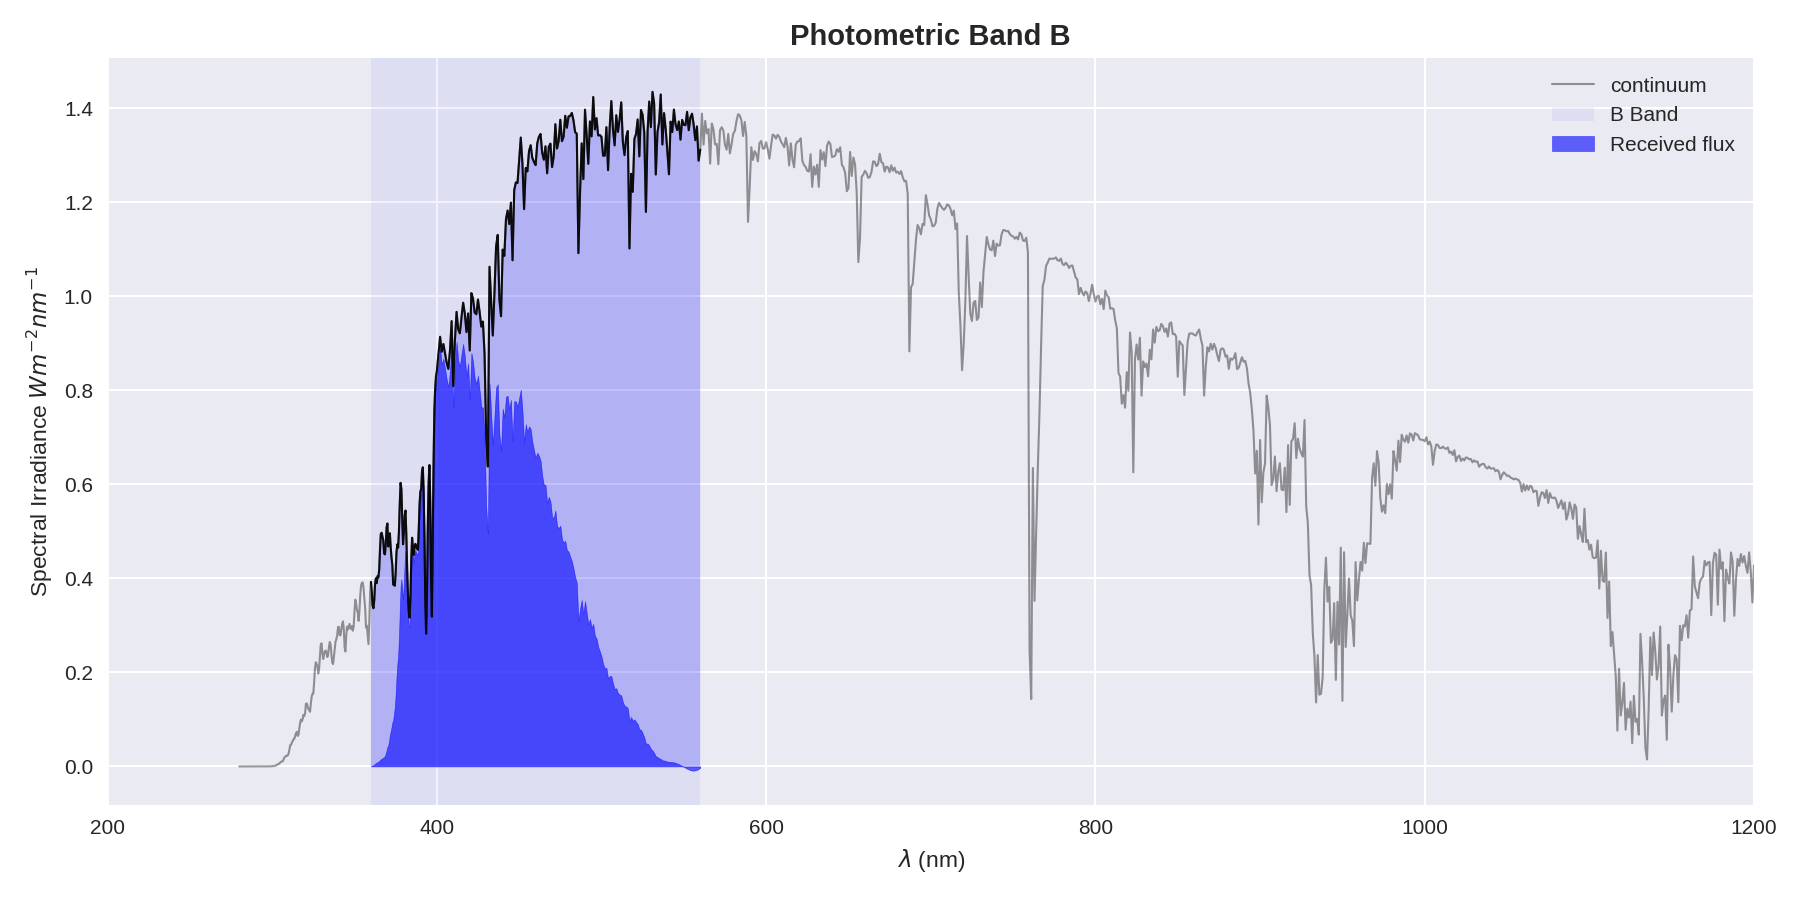 Photometric Band B
continuum
B Band
Received flux
1.4
1.2
1.0
0.8
0.6
0.4
0.2
0.0
Spectral Irradiance Wm⁻²nm⁻¹
200
400
600
800
1000
1200
λ (nm)